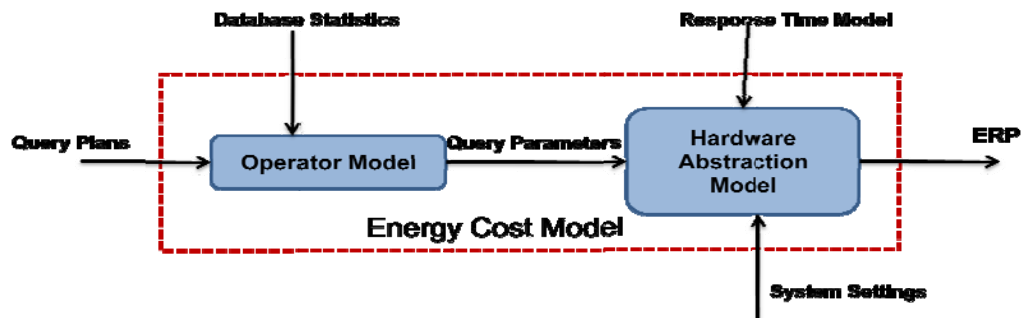 Database Statistics
Response Time Model
Query Plans
Operator Model
Query Parameters
Hardware
Abstraction
Model
ERP
Energy Cost Model
System Settings